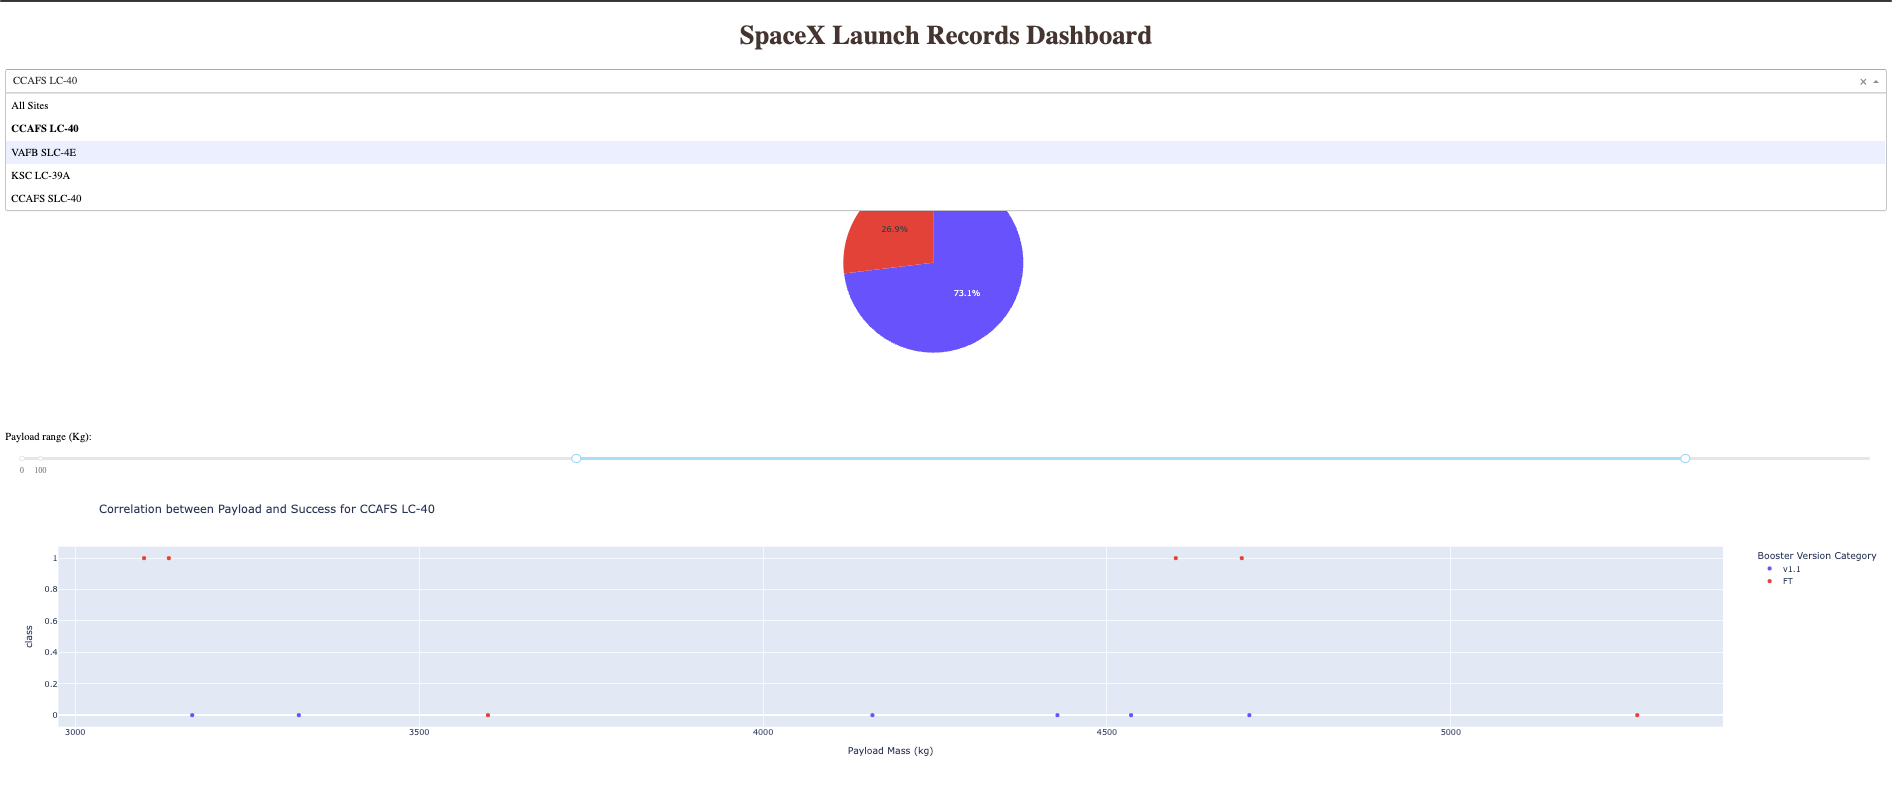 SpaceX Launch Records Dashboard
CCAFS LC-40
×
All Sites
CCAFS LC-40
VAFB SLC-4E
KSC LC-39A
CCAFS SLC-40
26.9%
73.1%
Payload range (Kg):
0 100
Correlation between Payload and Success for CCAFS LC-40
1
0.8
0.6
0.4
0.2
0
class
3000 3500 4000 4500 5000
Payload Mass (kg)
Booster Version Category
v1.1
FT